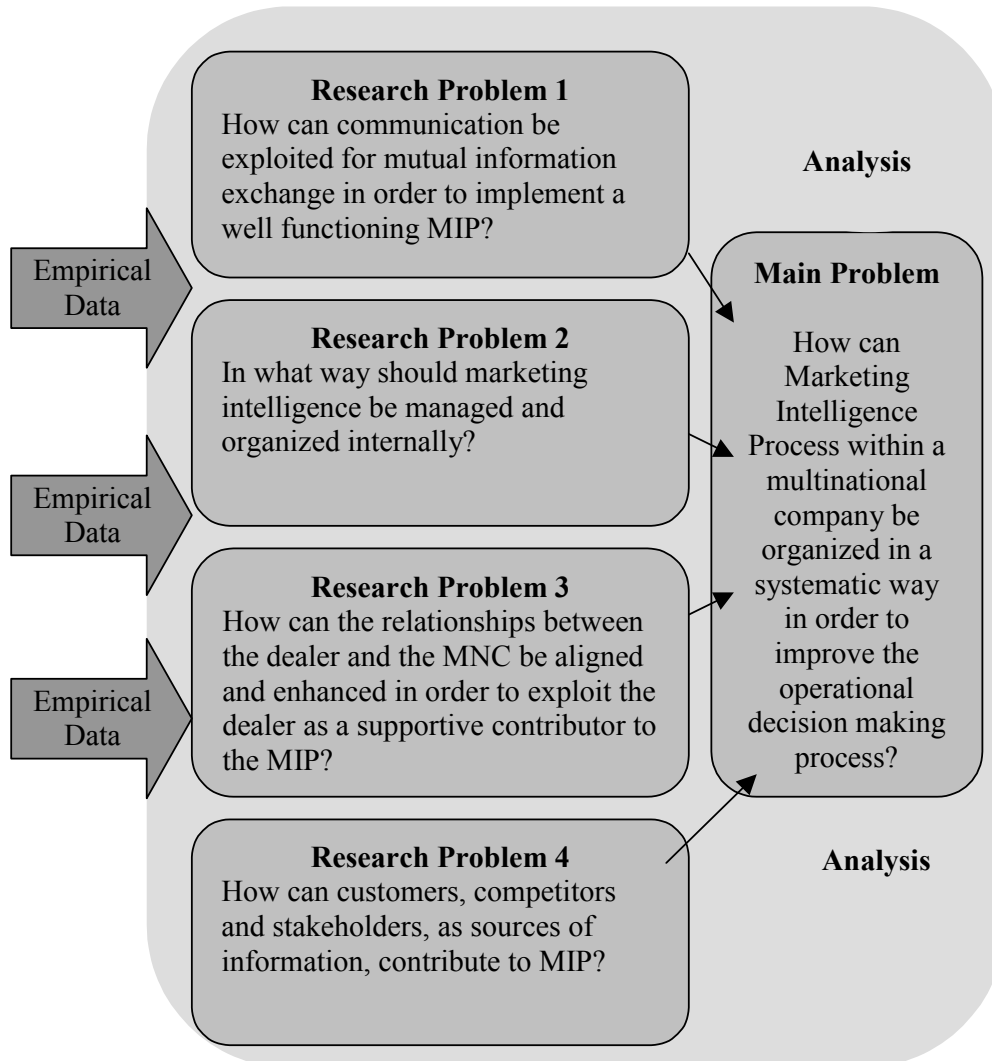 Research Problem 1
How can communication be
exploited for mutual information
exchange in order to implement a
well functioning MIP?
Analysis
Empirical
Data
Main Problem
How can
Marketing
Intelligence
Process within a
multinational
company be
organized in a
systematic way
in order to
improve the
operational
decision making
process?
Research Problem 2
In what way should marketing
intelligence be managed and
organized internally?
Empirical
Data
Research Problem 3
How can the relationships between
the dealer and the MNC be aligned
and enhanced in order to exploit the
dealer as a supportive contributor to
the MIP?
Empirical
Data
Research Problem 4
How can customers, competitors
and stakeholders, as sources of
information, contribute to MIP?
Analysis